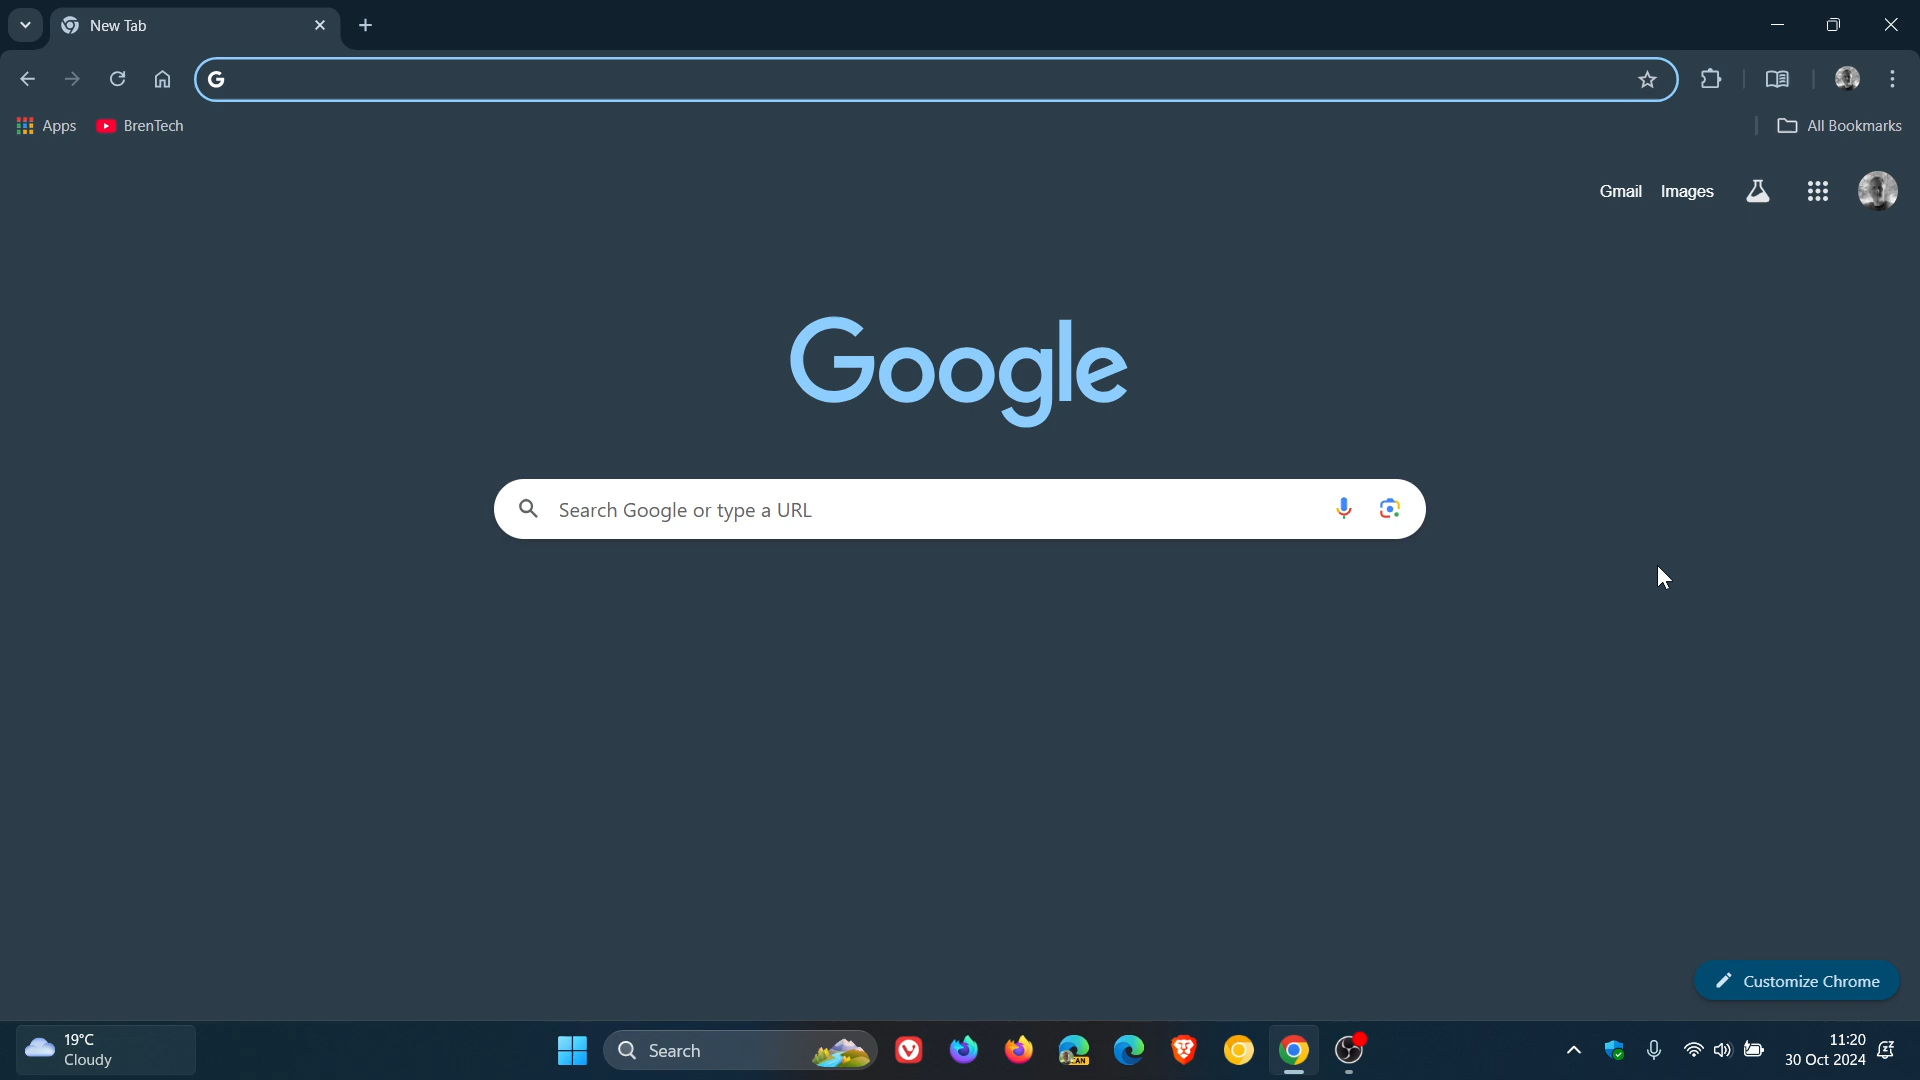 New Tab
Apps
BrenTech
All Bookmarks
Gmail
Images
Google
Search Google or type a URL
Customize Chrome
19°C
Cloudy
Search
CAN
11:20
30 Oct 2024